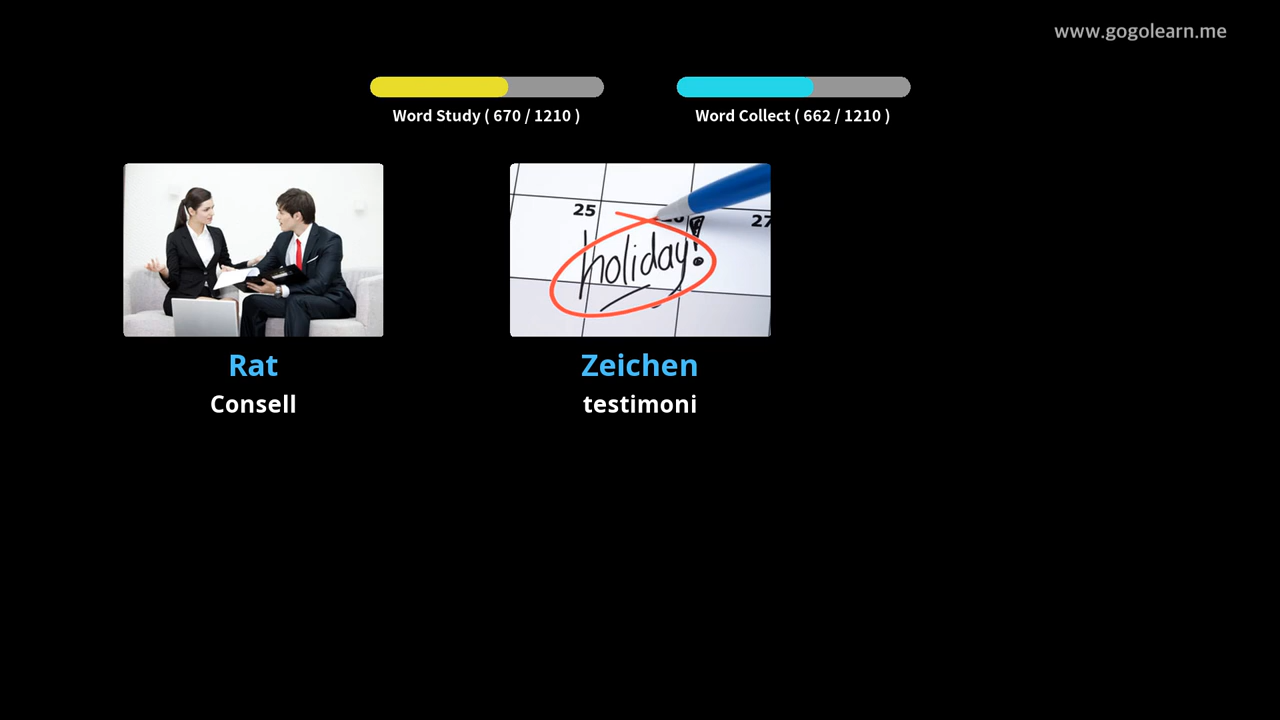 www.gogolearn.me
Word Study ( 670 / 1210 )
Word Collect ( 662 / 1210 )
25
27
holiday!
Rat
Zeichen
Consell
testimoni